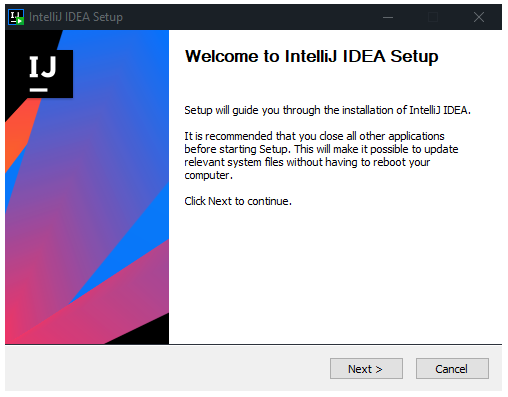 IJ IntelliJ IDEA Setup
IJ
Welcome to IntelliJ IDEA Setup
Setup will guide you through the installation of IntelliJ IDEA.
It is recommended that you close all other applications
before starting Setup. This will make it possible to update
relevant system files without having to reboot your
computer.
Click Next to continue.
Next > Cancel